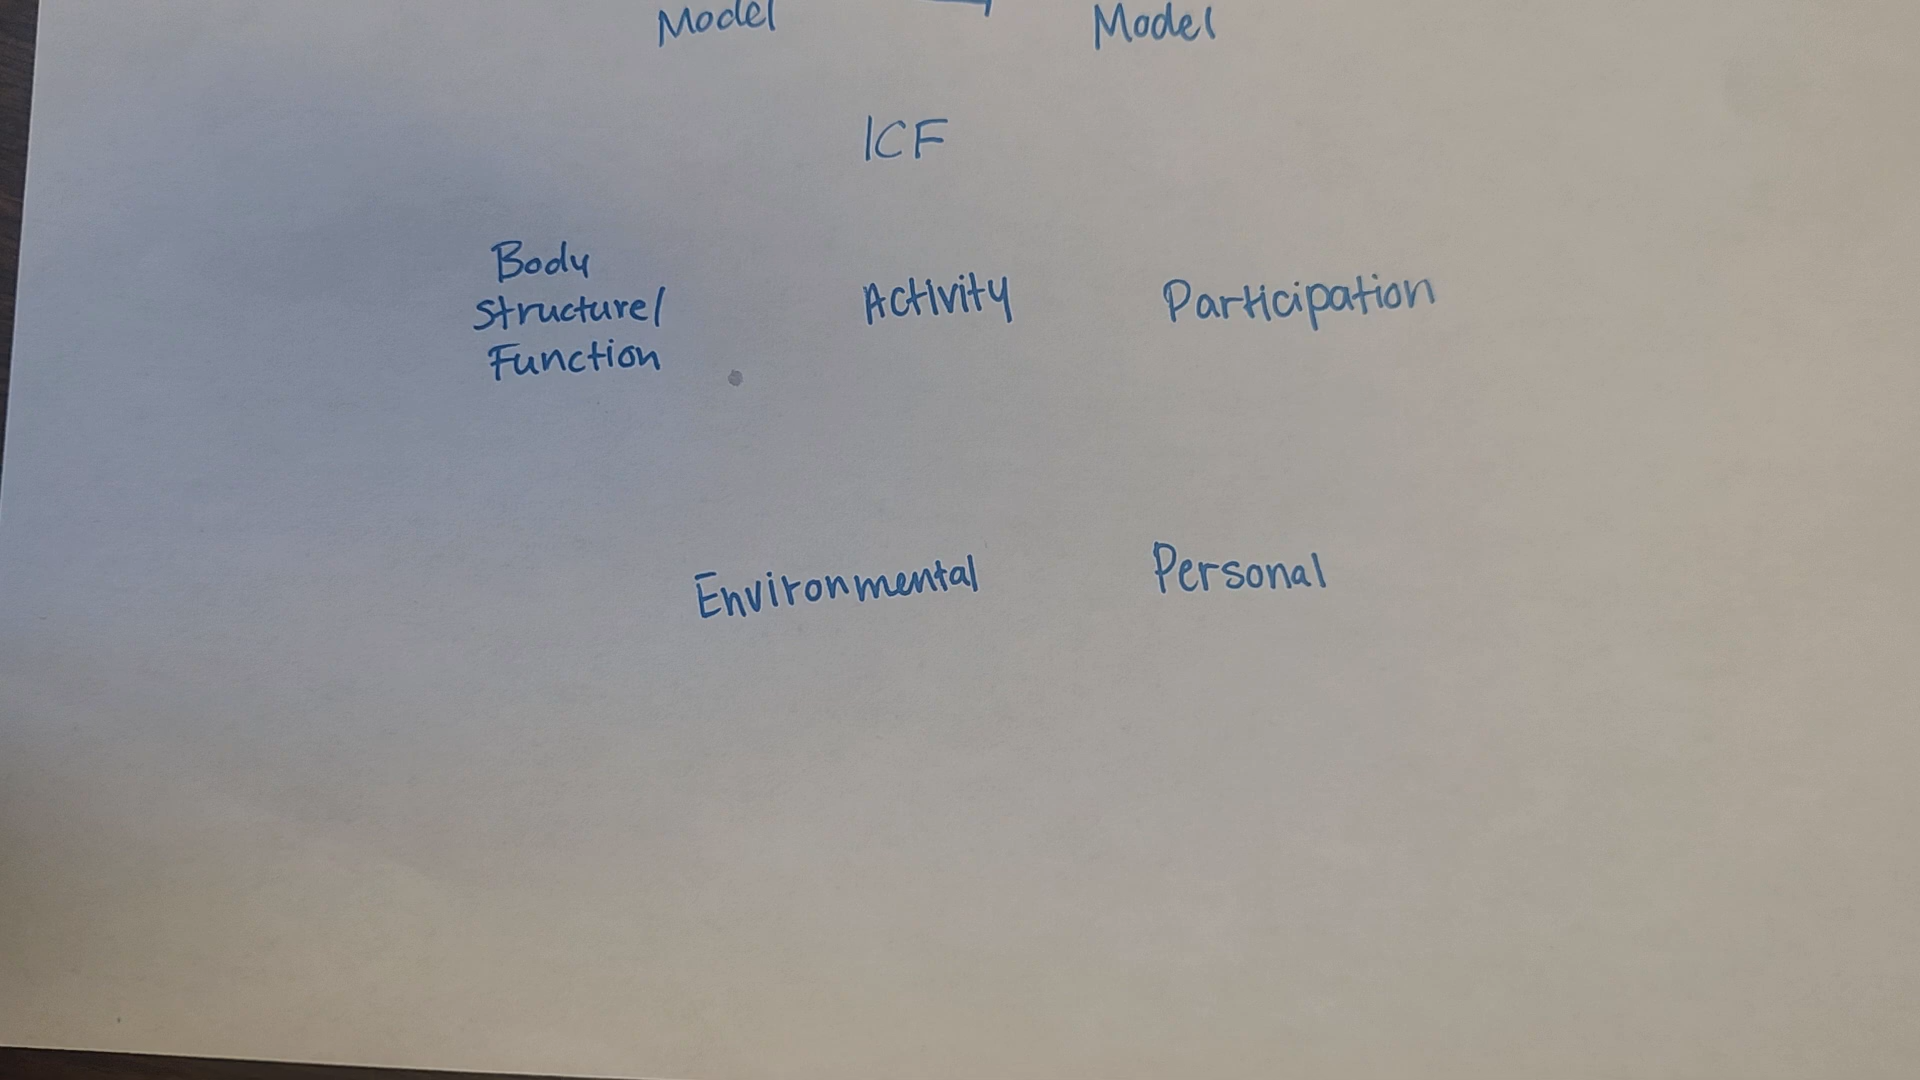 Model Model
ICF
Body
Structure/
Function
Activity
Participation
Environmental
Personal